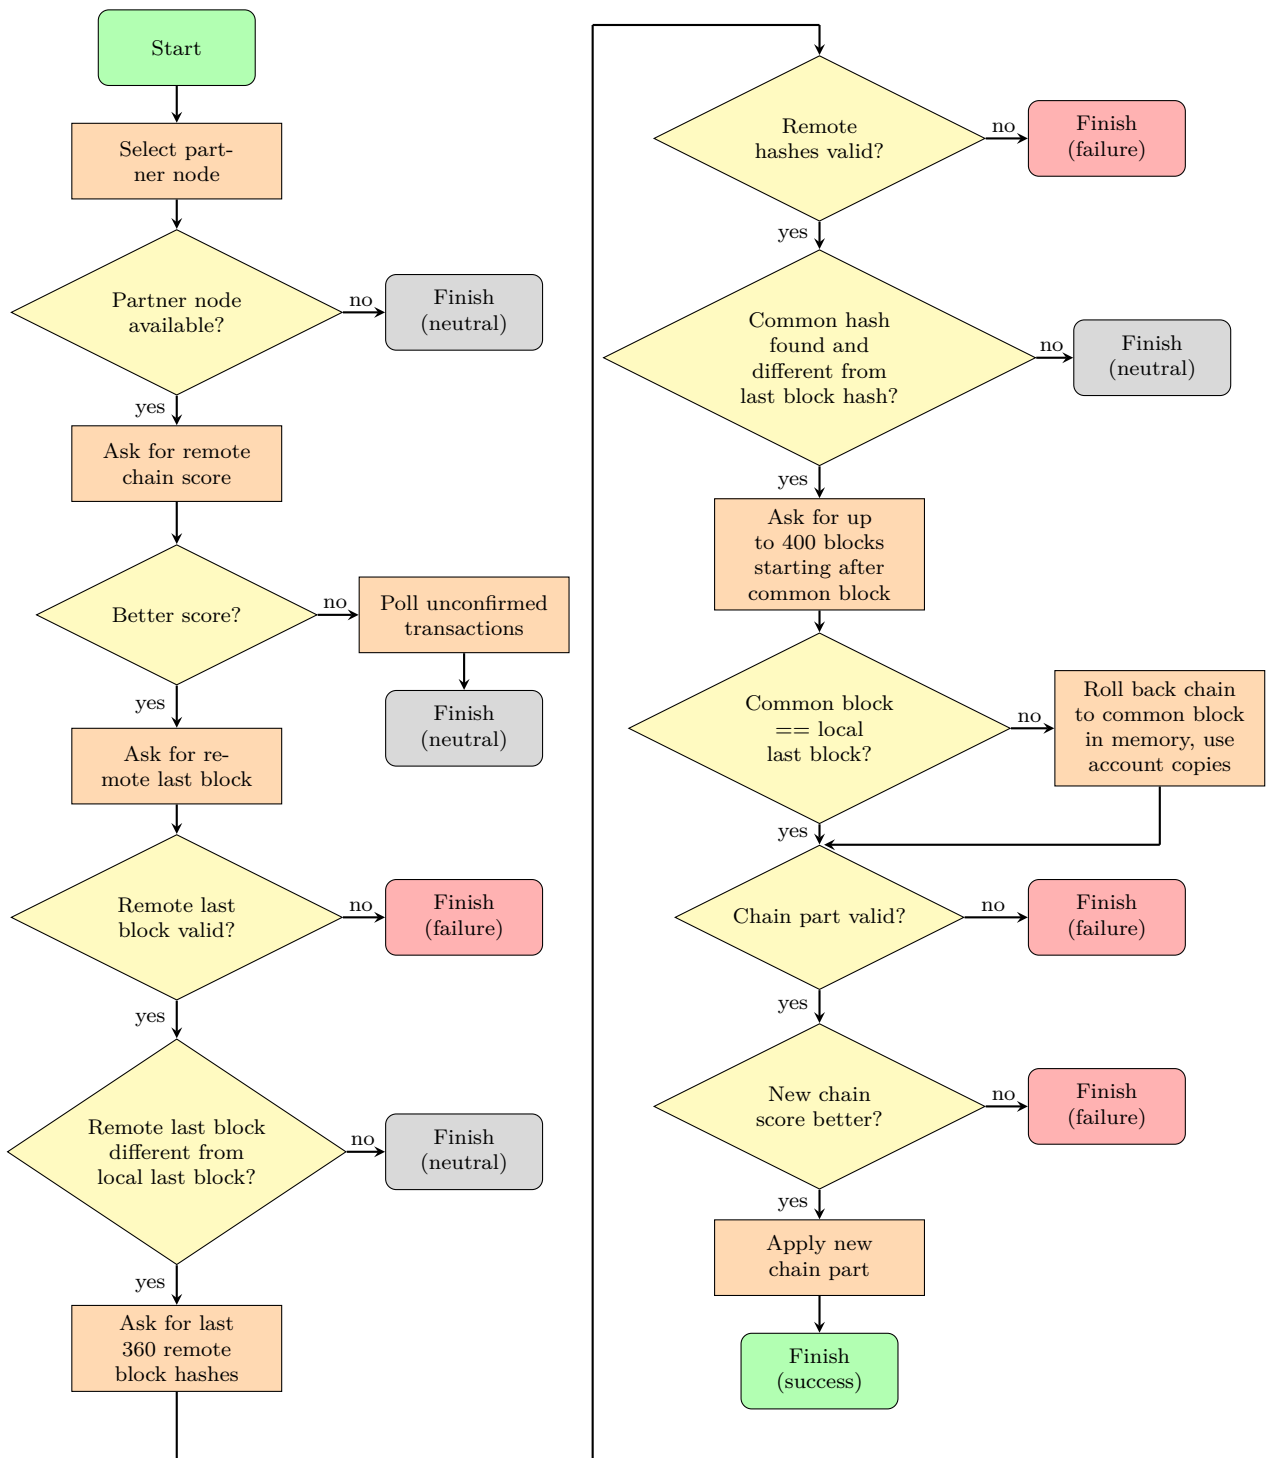 Start
Select part-
ner node
Partner node
available?
no
Finish
(neutral)
yes
Ask for remote
chain score
Better score?
no
Poll unconfirmed
transactions
Finish
(neutral)
yes
Ask for re-
mote last block
Remote last
block valid?
no
Finish
(failure)
yes
Remote last block
different from
local last block?
no
Finish
(neutral)
yes
Ask for last
360 remote
block hashes
Remote
hashes valid?
no
Finish
(failure)
yes
Common hash
found and
different from
last block hash?
no
Finish
(neutral)
yes
Ask for up
to 400 blocks
starting after
common block
Common block
== local
last block?
no
Roll back chain
to common block
in memory, use
account copies
yes
Chain part valid?
no
Finish
(failure)
yes
New chain
score better?
no
Finish
(failure)
yes
Apply new
chain part
Finish
(success)